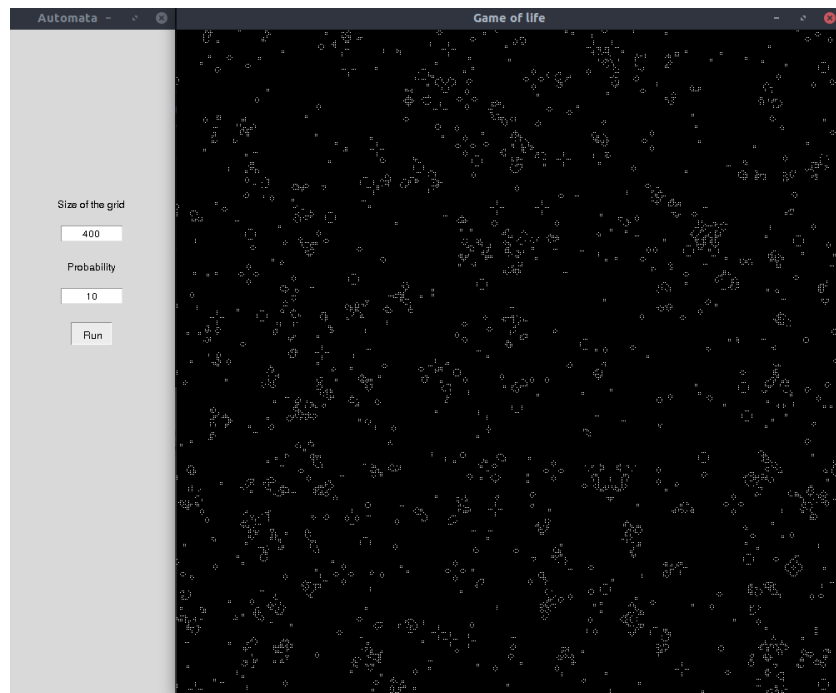 Automata
Game of life
Size of the grid
400
Probability
10
Run